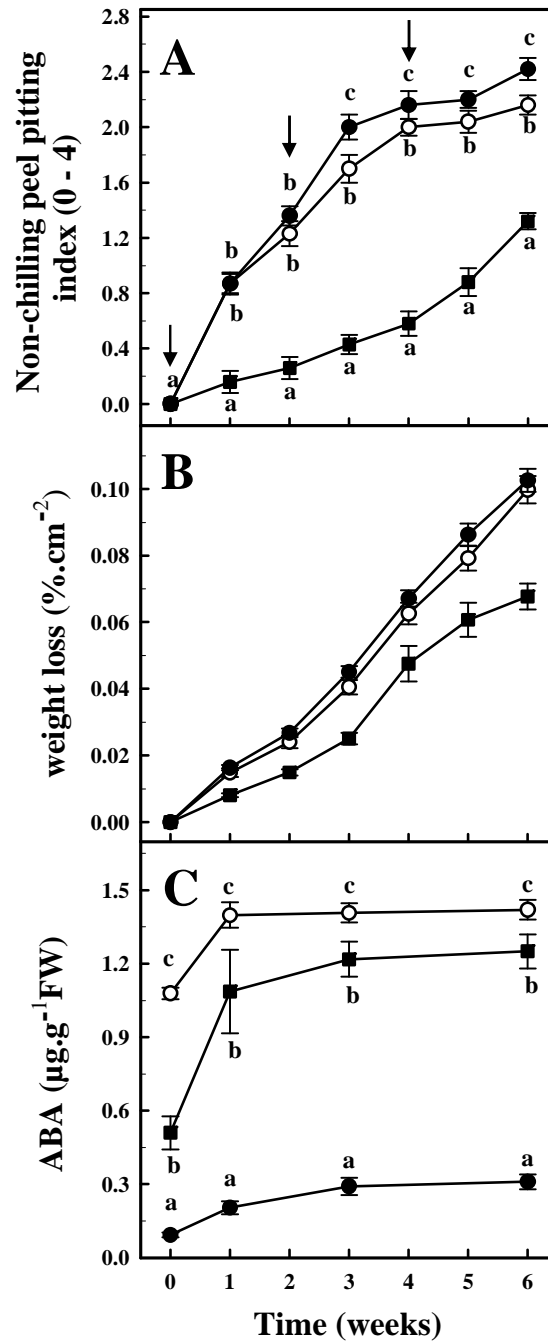 A
Non-chilling peel pitting
index (0 - 4)
2.8
2.4
2.0
1.6
1.2
0.8
0.4
0.0
c
c
c
c
b
b
b
b
b
b
b
b
a
a
a
a
a
a
a
B
weight loss (%.cm-2)
0.10
0.08
0.06
0.04
0.02
0.00
C
ABA (µg.g-1FW)
1.5
1.2
0.9
0.6
0.3
0.0
c
c
c
c
b
b
b
b
a
a
a
a
0 1 2 3 4 5 6
Time (weeks)